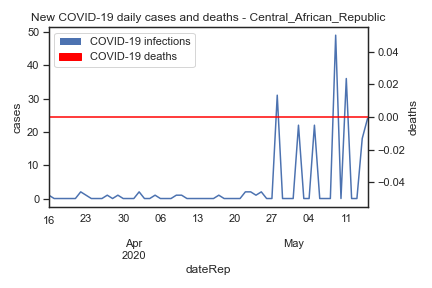 New COVID-19 daily cases and deaths - Central_African_Republic
COVID-19 infections
COVID-19 deaths
cases
50
40
30
20
10
0
deaths
0.04
0.02
0.00
−0.02
−0.04
16 23 30 06 13 20 27 04 11
Apr May
2020
dateRep